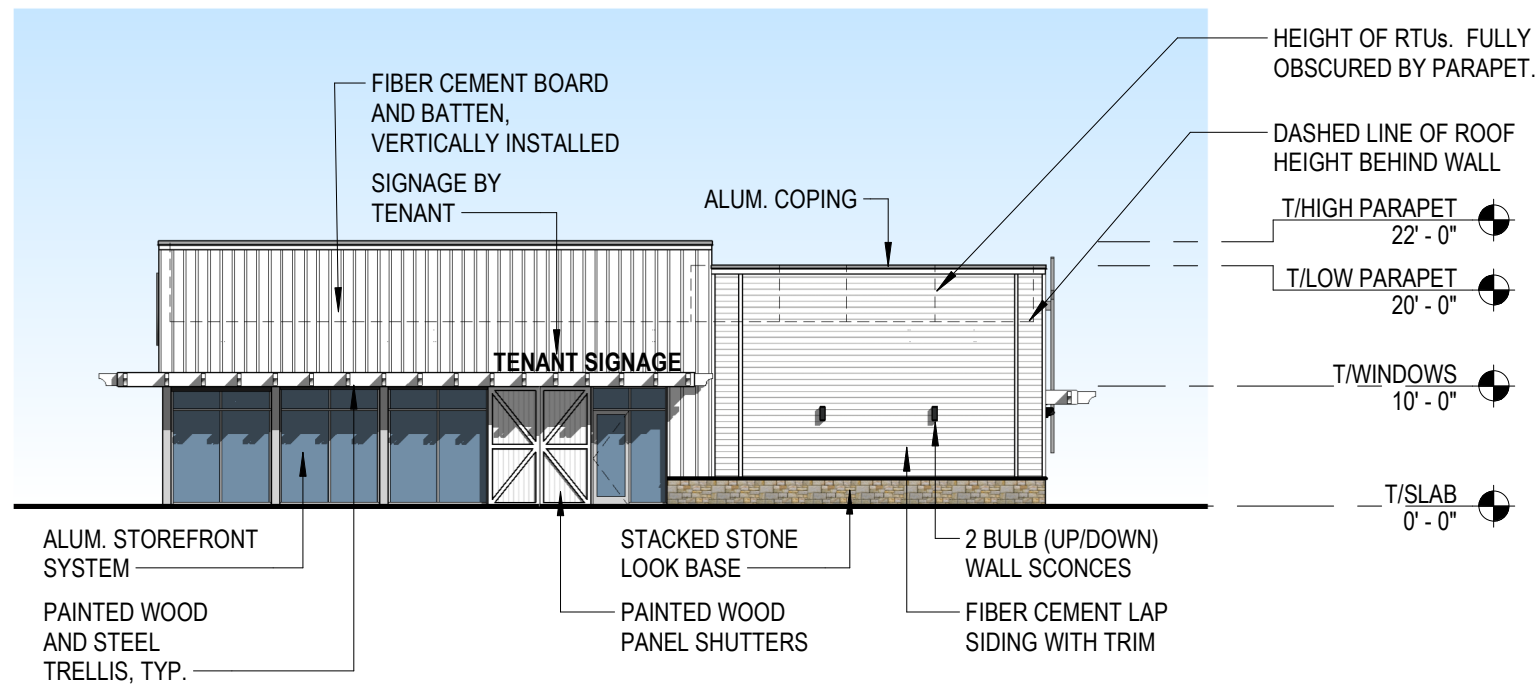 HEIGHT OF RTUs. FULLY
OBSCURED BY PARAPET.
FIBER CEMENT BOARD
AND BATTEN,
VERTICALLY INSTALLED
DASHED LINE OF ROOF
HEIGHT BEHIND WALL
SIGNAGE BY
TENANT
ALUM. COPING
T/HIGH PARAPET
22' - 0"
T/LOW PARAPET
20' - 0"
TENANT SIGNAGE
T/WINDOWS
10' - 0"
T/SLAB
0' - 0"
ALUM. STOREFRONT
SYSTEM
STACKED STONE
LOOK BASE
2 BULB (UP/DOWN)
WALL SCONCES
PAINTED WOOD
AND STEEL
TRELLIS, TYP.
PAINTED WOOD
PANEL SHUTTERS
FIBER CEMENT LAP
SIDING WITH TRIM